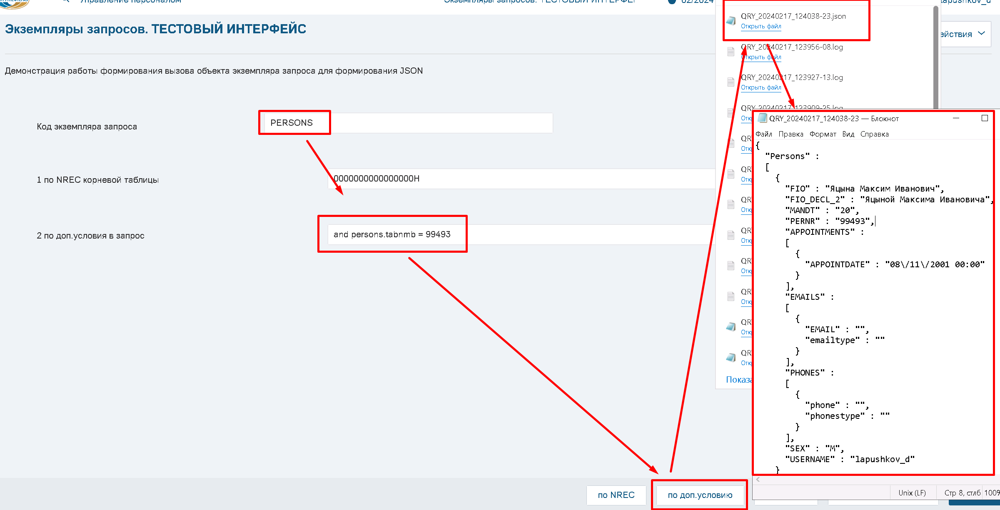 Управление персоналом
Экземпляры запросов. ТЕСТОВЫЙ ИНТЕРФЕЙ
02/2024
lapushkov_d
Экземпляры запросов. ТЕСТОВЫЙ ИНТЕРФЕЙС
ействия
Демонстрация работы формирования вызова объекта экземпляра запроса для формирования JSON
Код экземпляра запроса
PERSONS
1 по NREC корневой таблицы
0000000000000000H
2 по доп.условия в запрос
and persons.tabnmb = 99493
QRY_20240217_124038-23.json
Открыть файл
QRY_20240217_123956-08.log
Открыть файл
QRY_20240217_123927-13.log
Открыть файл
QRY_20240217_123909-25.log
Отк
QR
Отк
QR
Отк
QR
Отк
QR
Отк
QR
Отк
QR
Отк
QR
Отк
QR
Отк
Показа
QRY_20240217_124038-23 — Блокнот
Файл Правка Формат Вид Справка
{
"Persons" :
[
{
"FIO" : "Яцына Максим Иванович",
"FIO_DECL_2" : "Яцыной Максима Ивановича",
"MANDT" : "20",
"PERNR" : "99493",
"APPOINTMENTS" :
[
{
"APPOINTDATE" : "08\/11\/2001 00:00"
}
],
"EMAILS" :
[
{
"EMAIL" : "",
"emailtype" : ""
}
],
"PHONES" :
[
{
"phone" : "",
"phonestype" : ""
}
],
"SEX" : "М",
"USERNAME" : "lapushkov_d"
}
Unix (LF)
Стр 8, стлб
100%
по NREC
по доп.условию